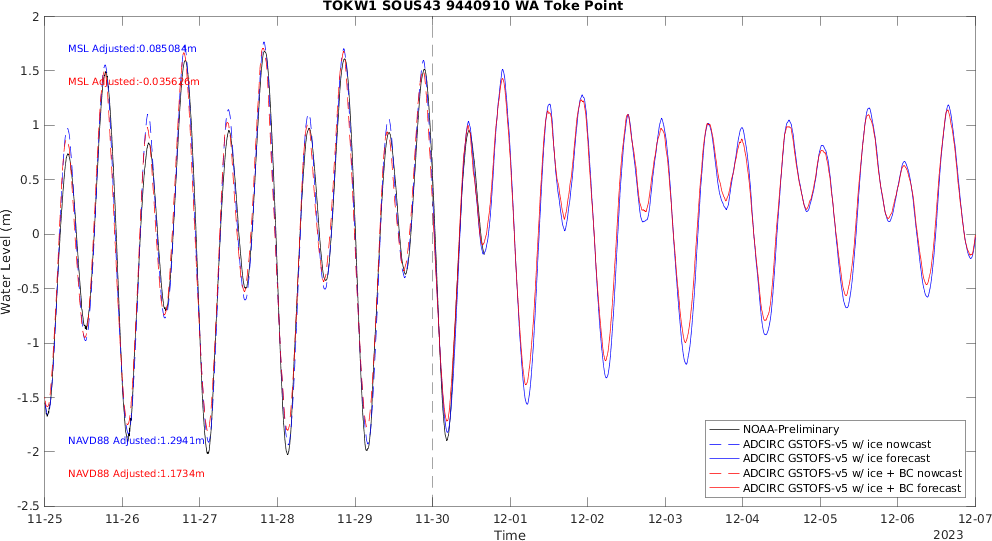 TOKW1 SOUS43 9440910 WA Toke Point
2
1.5
1
0.5
0
-0.5
-1
-1.5
-2
-2.5
Water Level (m)
MSL Adjusted:0.085084m
MSL Adjusted:-0.035626m
NAVD88 Adjusted:1.2941m
NAVD88 Adjusted:1.1734m
NOAA-Preliminary
ADCIRC GSTOFS-v5 w/ ice nowcast
ADCIRC GSTOFS-v5 w/ ice forecast
ADCIRC GSTOFS-v5 w/ ice + BC nowcast
ADCIRC GSTOFS-v5 w/ ice + BC forecast
11-25 11-26 11-27 11-28 11-29 11-30 12-01 12-02 12-03 12-04 12-05 12-06 12-07
Time
2023